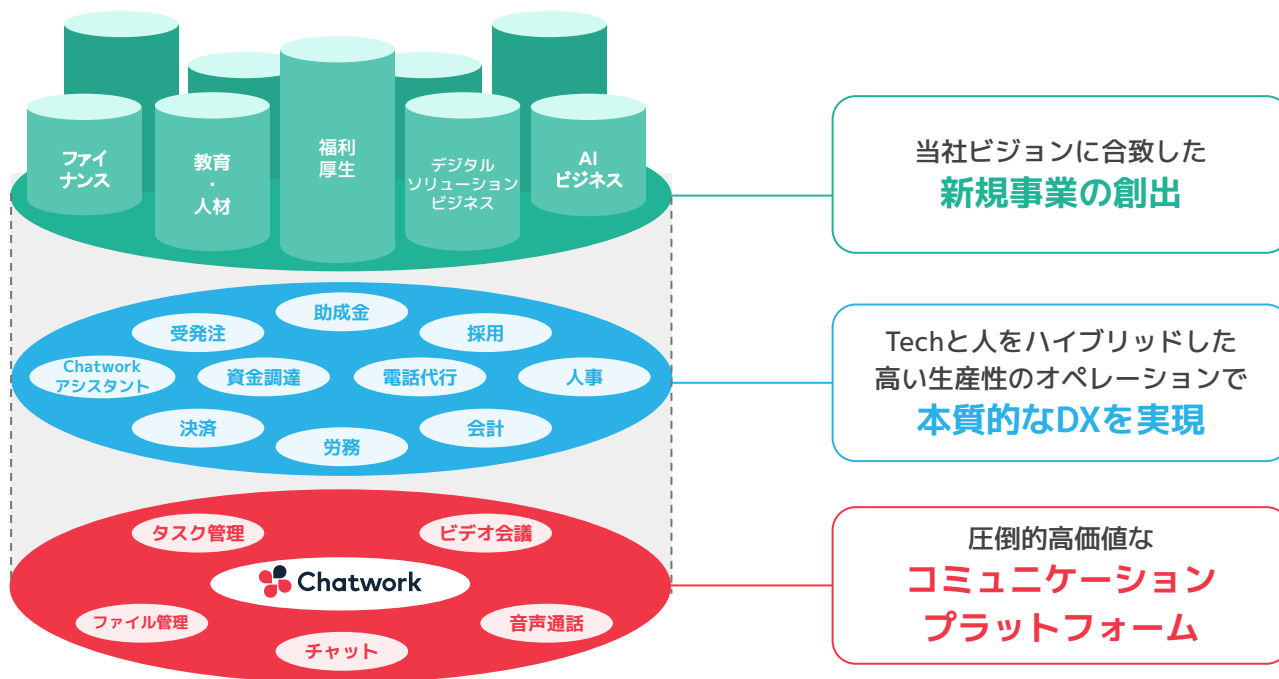 ファイ
ナンス
教育
・
人材
福利
厚生
デジタル
ソリューション
ビジネス
AI
ビジネス
当社ビジョンに合致した
新規事業の創出
助成金
受発注
採用
Chatwork
アシスタント
資金調達
電話代行
人事
決済
会計
労務
Techと人をハイブリッドした
高い生産性のオペレーションで
本質的なDXを実現
タスク管理
ビデオ会議
Chatwork
ファイル管理
音声通話
チャット
圧倒的高価値な
コミュニケーション
プラットフォーム